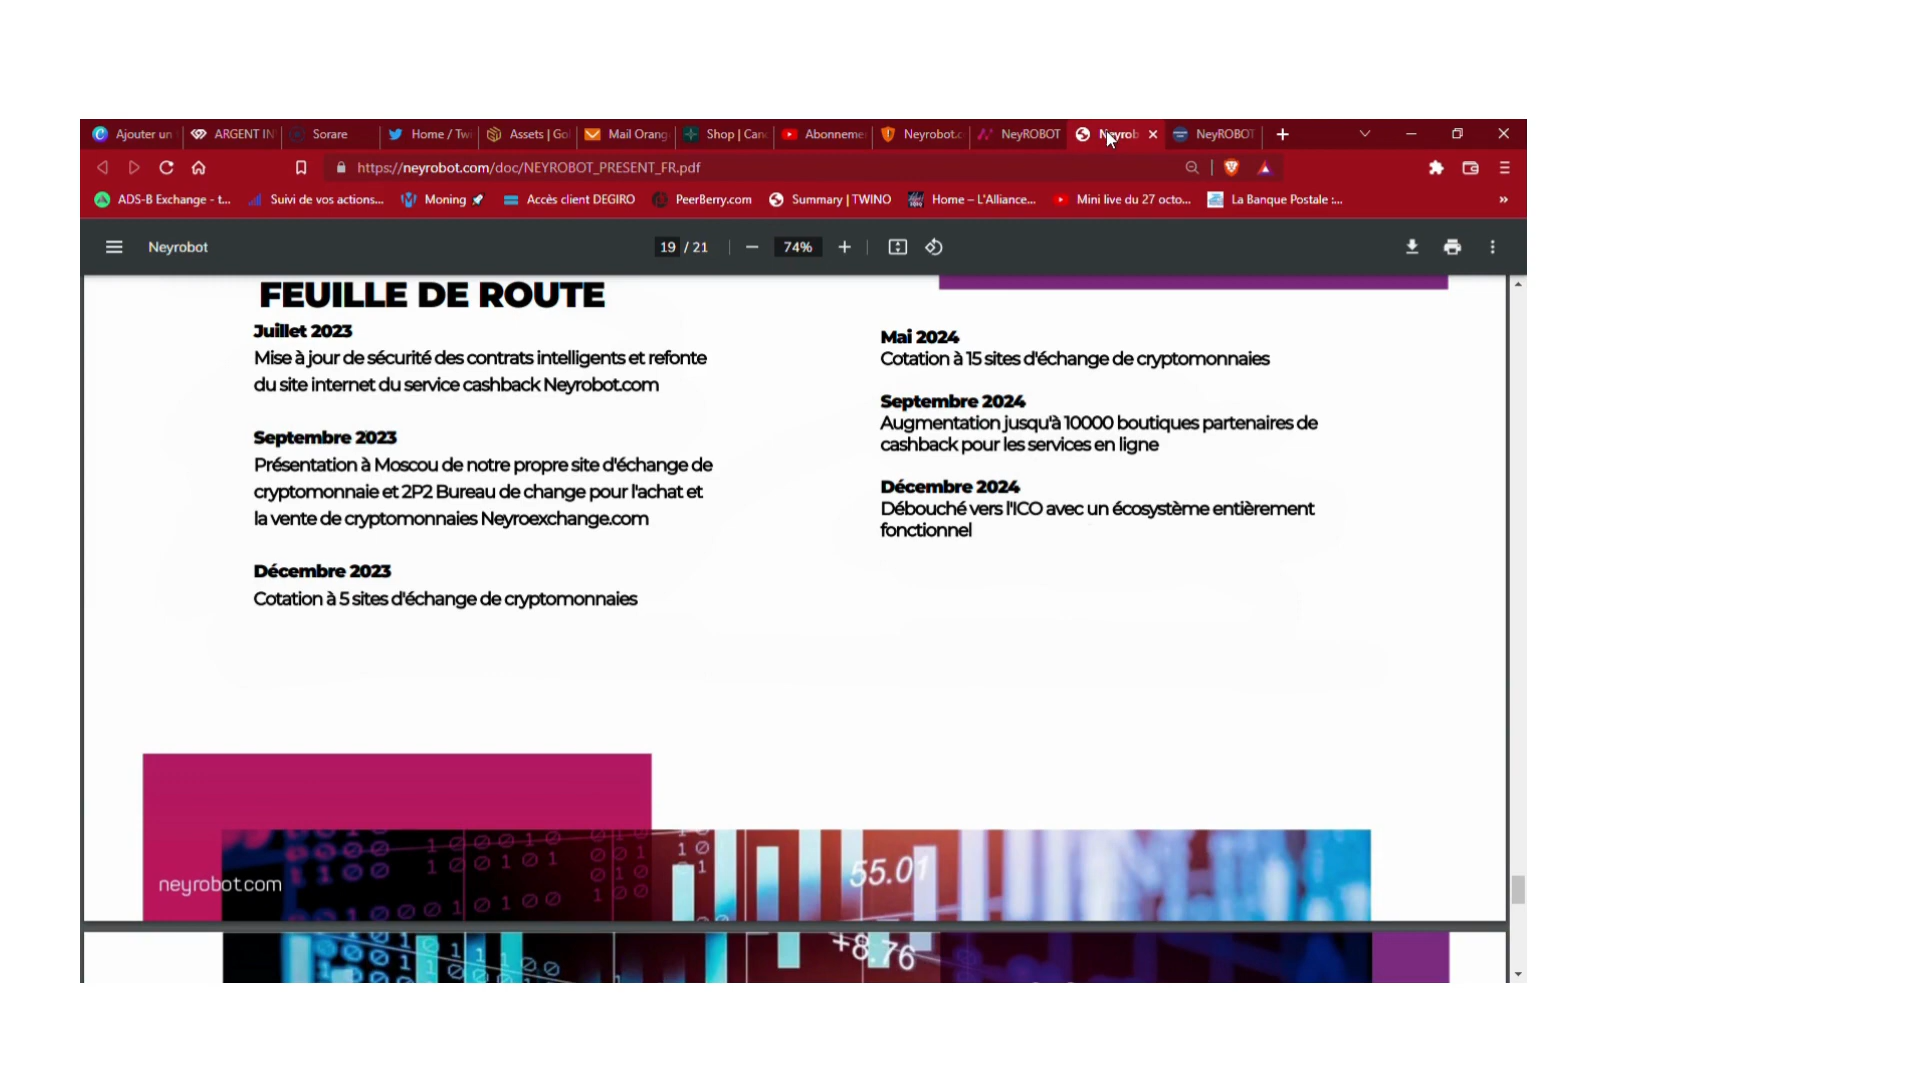 Ajouter un
ARGENT IN
Sorare
Home / Twi
Assets | Go
Mail Orang
Shop | Can
Abonneme
Neyrobot.c
NeyROBOT
Neyrob
NeyROBOT
https://neyrobot.com/doc/NEYROBOT_PRESENT_FR.pdf
ADS-B Exchange - t...
Suivi de vos actions...
Moning
Accès client DEGIRO
PeerBerry.com
Summary | TWINO
Home – L'Alliance...
Mini live du 27 octo...
La Banque Postale :...
Neyrobot
19 / 21
74%
FEUILLE DE ROUTE
Juillet 2023
Mise à jour de sécurité des contrats intelligents et refonte
du site internet du service cashback Neyrobot.com
Septembre 2023
Présentation à Moscou de notre propre site d'échange de
cryptomonnaie et 2P2 Bureau de change pour l'achat et
la vente de cryptomonnaies Neyroexchange.com
Décembre 2023
Cotation à 5 sites d'échange de cryptomonnaies
Mai 2024
Cotation à 15 sites d'échange de cryptomonnaies
Septembre 2024
Augmentation jusqu'à 10000 boutiques partenaires de
cashback pour les services en ligne
Décembre 2024
Débouché vers l'ICO avec un écosystème entièrement
fonctionnel
neyrobot.com
55.01
+8.76